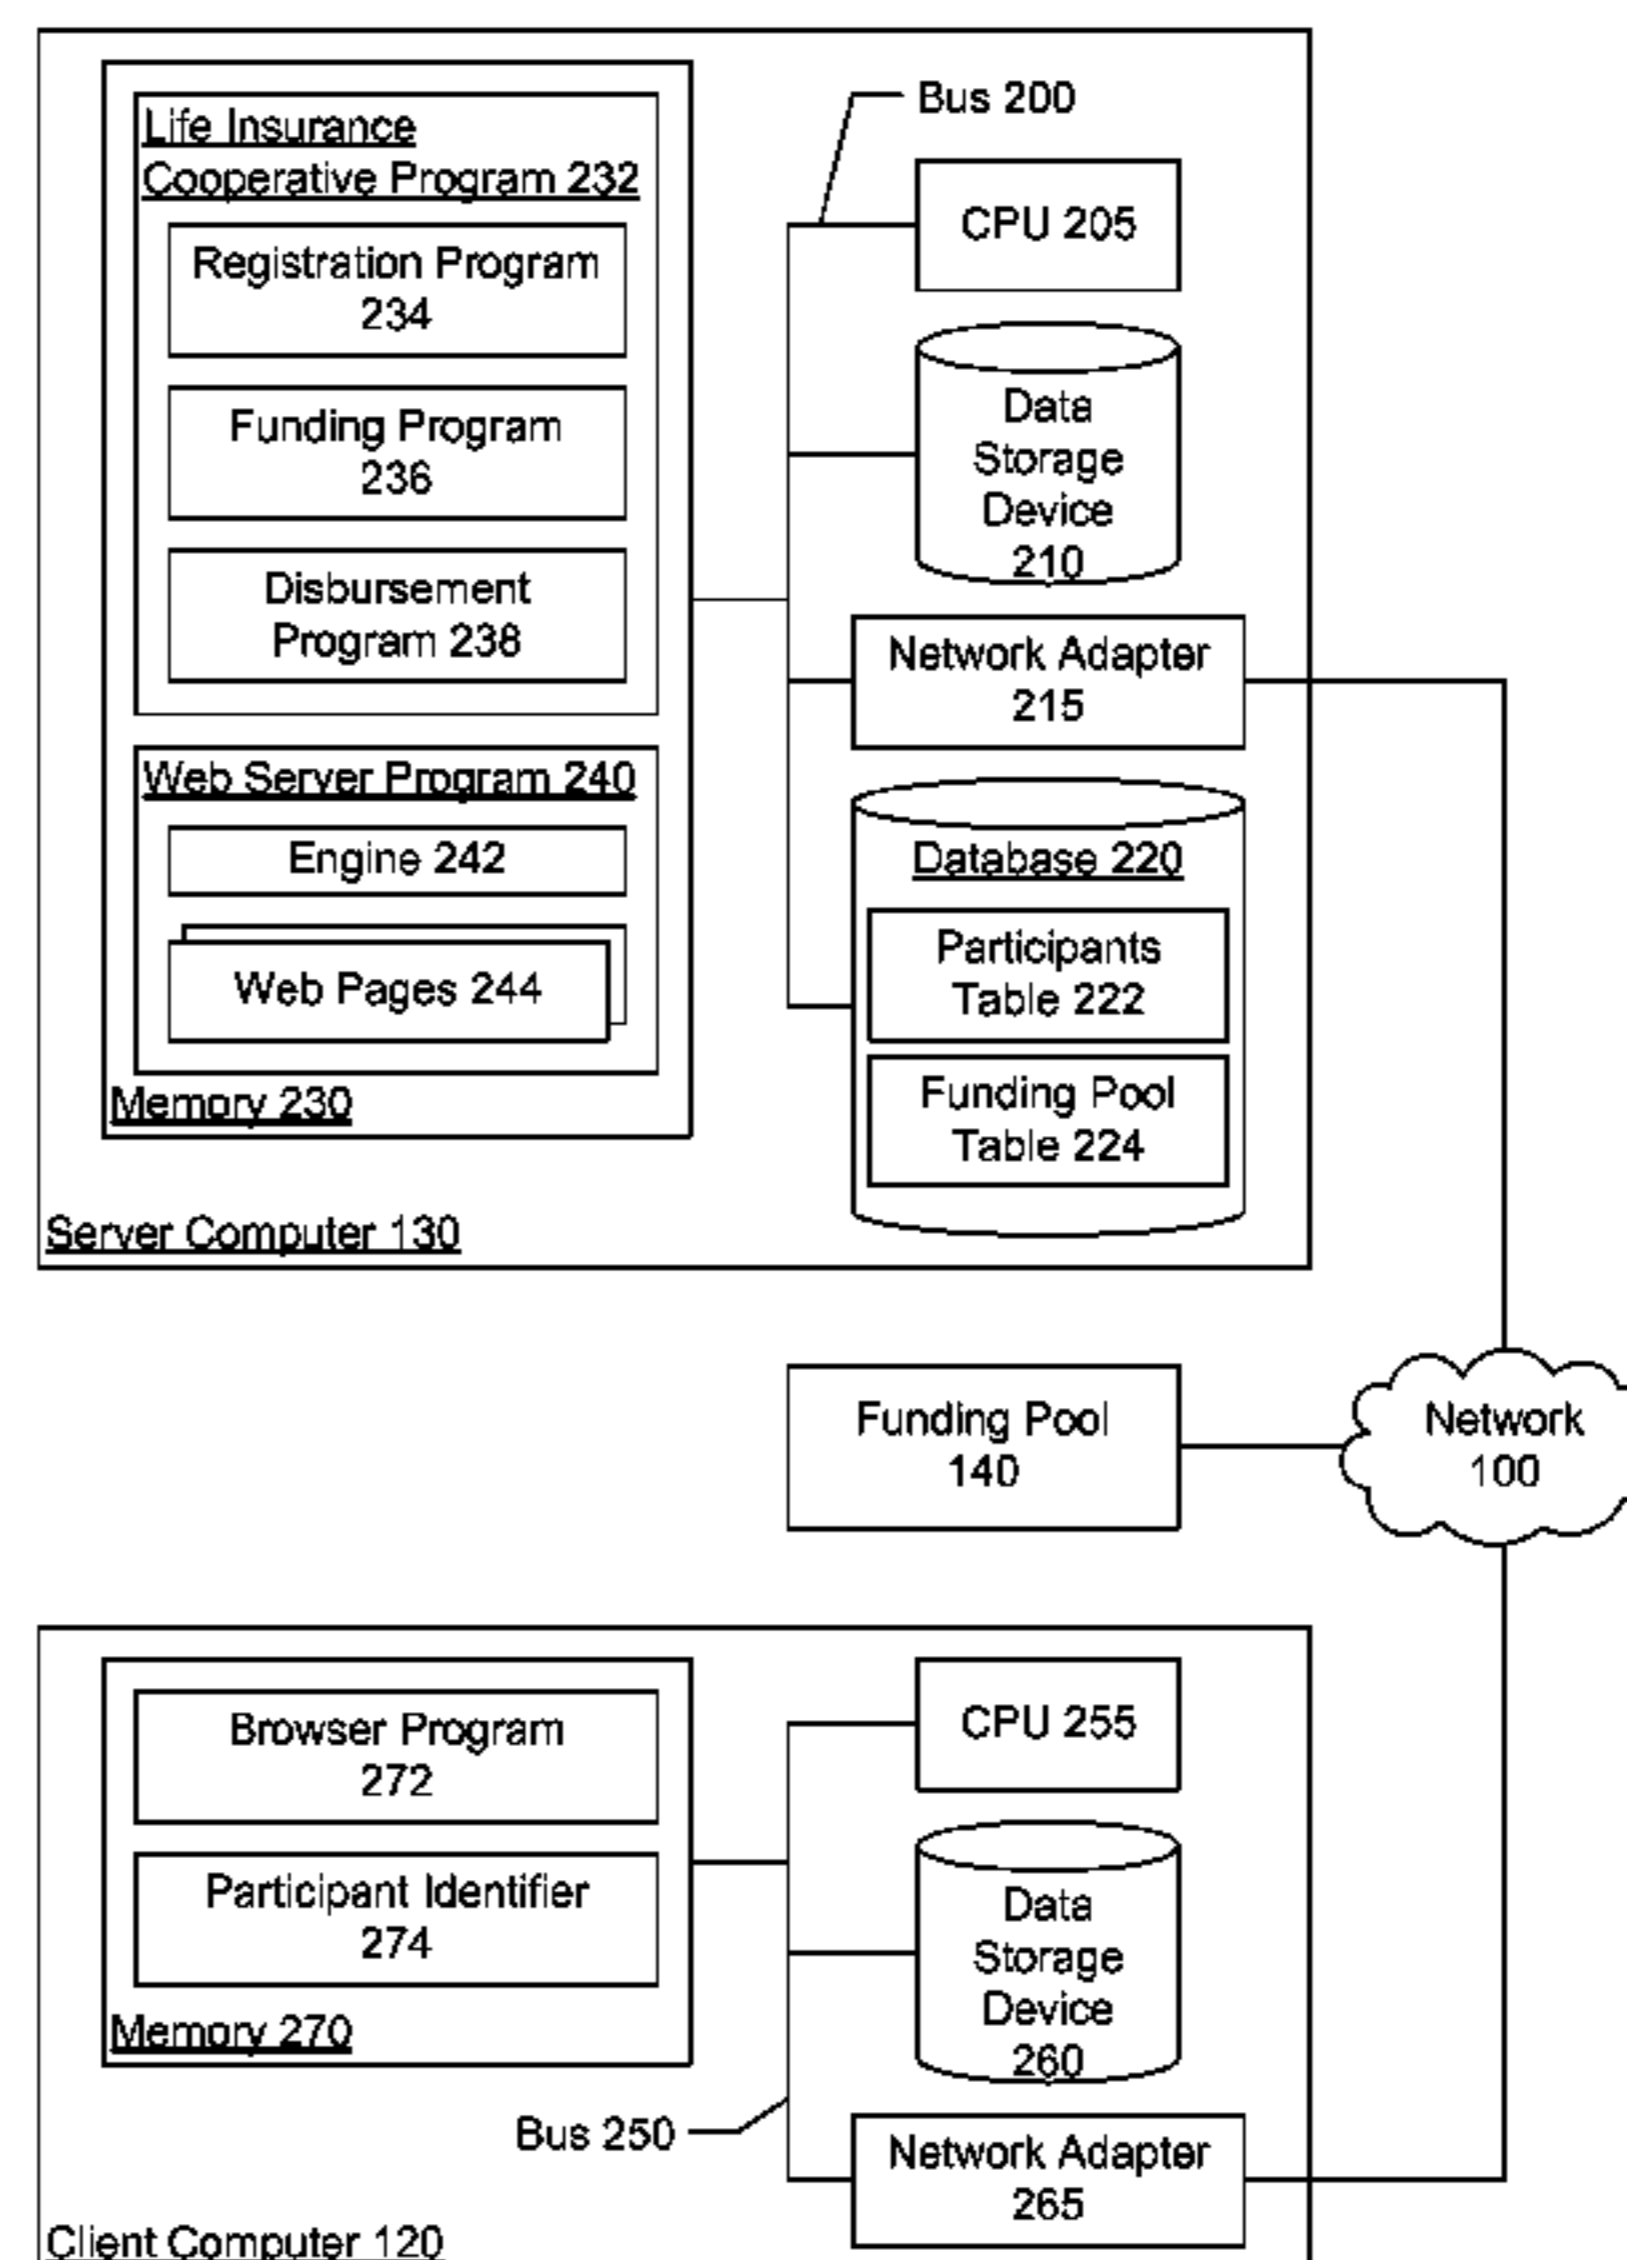 Life Insurance
Cooperative Program 232
Registration Program
234
Funding Program
236
Disbursement
Program 238
Web Server Program 240
Engine 242
Web Pages 244
Memory 230
Bus 200
CPU 205
Data
Storage
Device
210
Network Adapter
215
Database 220
Participants
Table 222
Funding Pool
Table 224
Server Computer 130
Funding Pool
140
Network
100
Browser Program
272
Participant Identifier
274
Memory 270
CPU 255
Data
Storage
Device
260
Bus 250
Network Adapter
265
Client Computer 120